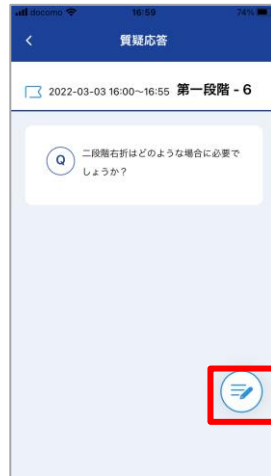 docomo 16:59 74%
質疑応答
2022-03-03 16:00~16:55 第一段階 - 6
Q 二段階右折はどのような場合に必要で
しょうか？